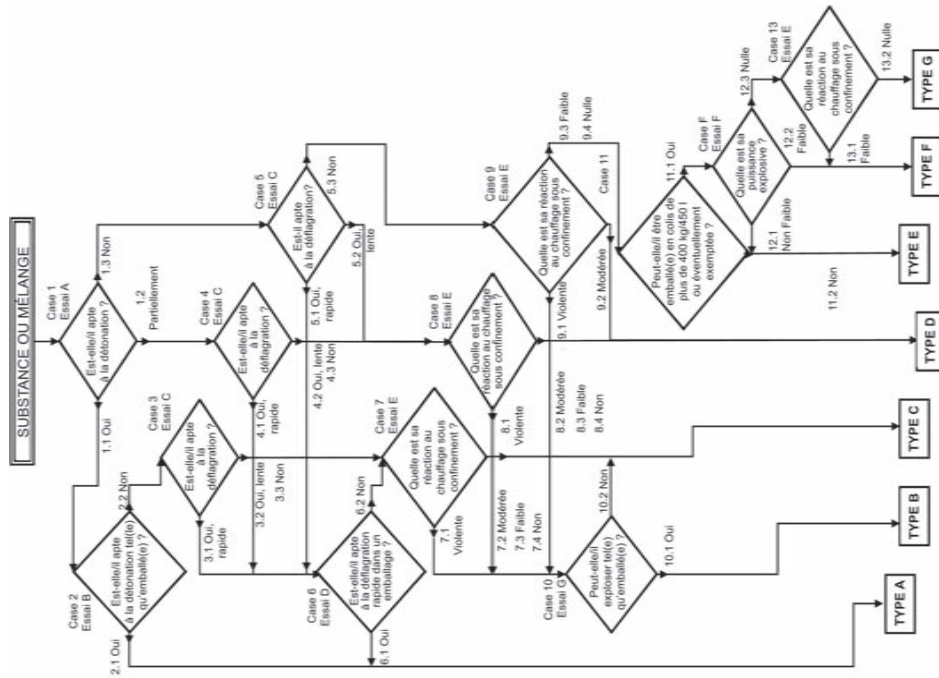 SUBSTANCE OU MÉLANGE
Case 1
Essai A
Est-elle/il apte
à la détonation ?
1.1 Oui
1.2
Partiellement
1.3 Non
Case 2
Essai B
Est-elle/il apte
à la détonation tel(le)
qu'emballé(e) ?
2.1 Oui
2.2 Non
Case 3
Essai C
Est-elle/il apte
à la
déflagration ?
3.1 Oui,
rapide
3.2 Oui, lente
3.3 Non
Case 4
Essai C
Est-elle/il apte
à la
déflagration ?
4.1 Oui,
rapide
4.2 Oui, lente
4.3 Non
Case 5
Essai C
Est-il apte
à la déflagration?
5.1 Oui,
rapide
5.2 Oui,
lente
5.3 Non
Case 6
Essai D
Est-elle/il apte
à la déflagration
rapide dans un
emballage ?
6.1 Oui
6.2 Non
Case 7
Essai E
Quelle est sa
réaction au
chauffage sous
confinement ?
7.1
Violente
7.2 Modérée
7.3 Faible
7.4 Non
Case 8
Essai E
Quelle est sa
réaction au chauffage
sous confinement ?
8.1
Violente
8.2 Modérée
8.3 Faible
8.4 Non
Case 9
Essai E
Quelle est sa réaction
au chauffage sous
confinement ?
9.1 Violente
9.2 Modérée
9.3 Faible
9.4 Nulle
Case 10
Essai G
Peut-elle/il
exploser tel(e)
qu'emballé(e) ?
10.1 Oui
10.2 Non
Case 11
Peut-elle/il être
emballé(e) en colis de
plus de 400 kg/450 l
ou éventuellement
exemptée ?
11.1 Oui
11.2 Non
Case F
Essai F
Quelle est sa
puissance
explosive ?
12.1
Non Faible
12.2
Faible
12.3 Nulle
Case 13
Essai E
Quelle est sa
réaction au
chauffage sous
confinement ?
13.1
Faible
13.2 Nulle
TYPE A
TYPE B
TYPE C
TYPE D
TYPE E
TYPE F
TYPE G